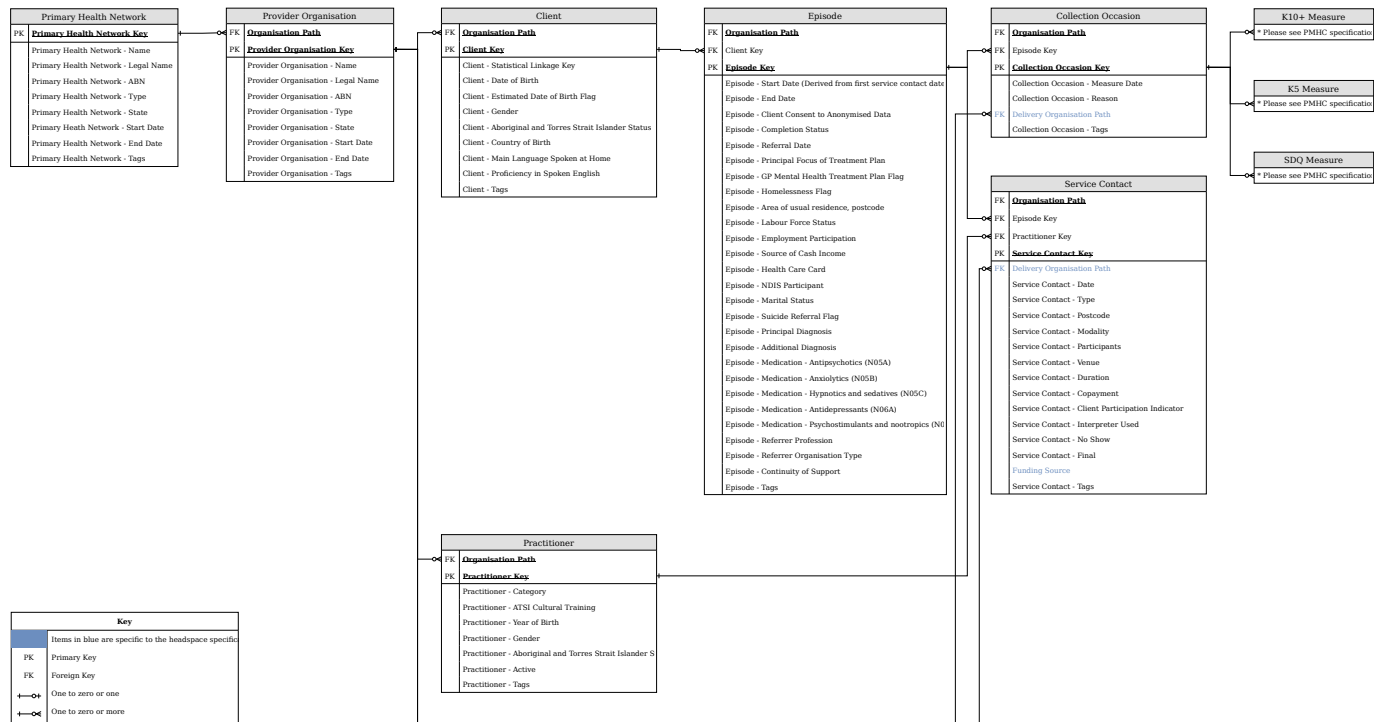 Primary Health Network
PK Primary Health Network Key
Primary Health Network - Name
Primary Health Network - Legal Name
Primary Health Network - ABN
Primary Health Network - Type
Primary Health Network - State
Primary Heath Network - Start Date
Primary Health Network - End Date
Primary Health Network - Tags
Provider Organisation
FK Organisation Path
PK Provider Organisation Key
Provider Organisation - Name
Provider Organisation - Legal Name
Provider Organisation - ABN
Provider Organisation - Type
Provider Organisation - State
Provider Organisation - Start Date
Provider Organisation - End Date
Provider Organisation - Tags
Client
FK Organisation Path
PK Client Key
Client - Statistical Linkage Key
Client - Date of Birth
Client - Estimated Date of Birth Flag
Client - Gender
Client - Aboriginal and Torres Strait Islander Status
Client - Country of Birth
Client - Main Language Spoken at Home
Client - Proficiency in Spoken English
Client - Tags
Episode
FK Organisation Path
FK Client Key
PK Episode Key
Episode - Start Date (Derived from first service contact date
Episode - End Date
Episode - Client Consent to Anonymised Data
Episode - Completion Status
Episode - Referral Date
Episode - Principal Focus of Treatment Plan
Episode - GP Mental Health Treatment Plan Flag
Episode - Homelessness Flag
Episode - Area of usual residence, postcode
Episode - Labour Force Status
Episode - Employment Participation
Episode - Source of Cash Income
Episode - Health Care Card
Episode - NDIS Participant
Episode - Marital Status
Episode - Suicide Referral Flag
Episode - Principal Diagnosis
Episode - Additional Diagnosis
Episode - Medication - Antipsychotics (N05A)
Episode - Medication - Anxiolytics (N05B)
Episode - Medication - Hypnotics and sedatives (N05C)
Episode - Medication - Antidepressants (N06A)
Episode - Medication - Psychostimulants and nootropics (N0
Episode - Referrer Profession
Episode - Referrer Organisation Type
Episode - Continuity of Support
Episode - Tags
Collection Occasion
FK Organisation Path
FK Episode Key
PK Collection Occasion Key
Collection Occasion - Measure Date
Collection Occasion - Reason
FK Delivery Organisation Path
Collection Occasion - Tags
K10+ Measure
* Please see PMHC specificatio
K5 Measure
* Please see PMHC specificatio
SDQ Measure
* Please see PMHC specificatio
Service Contact
FK Organisation Path
FK Episode Key
FK Practitioner Key
PK Service Contact Key
FK Delivery Organisation Path
Service Contact - Date
Service Contact - Type
Service Contact - Postcode
Service Contact - Modality
Service Contact - Participants
Service Contact - Venue
Service Contact - Duration
Service Contact - Copayment
Service Contact - Client Participation Indicator
Service Contact - Interpreter Used
Service Contact - No Show
Service Contact - Final
Funding Source
Service Contact - Tags
Practitioner
FK Organisation Path
PK Practitioner Key
Practitioner - Category
Practitioner - ATSI Cultural Training
Practitioner - Year of Birth
Practitioner - Gender
Practitioner - Aboriginal and Torres Strait Islander S
Practitioner - Active
Practitioner - Tags
Key
Items in blue are specific to the headspace specific
PK Primary Key
FK Foreign Key
One to zero or one
One to zero or more